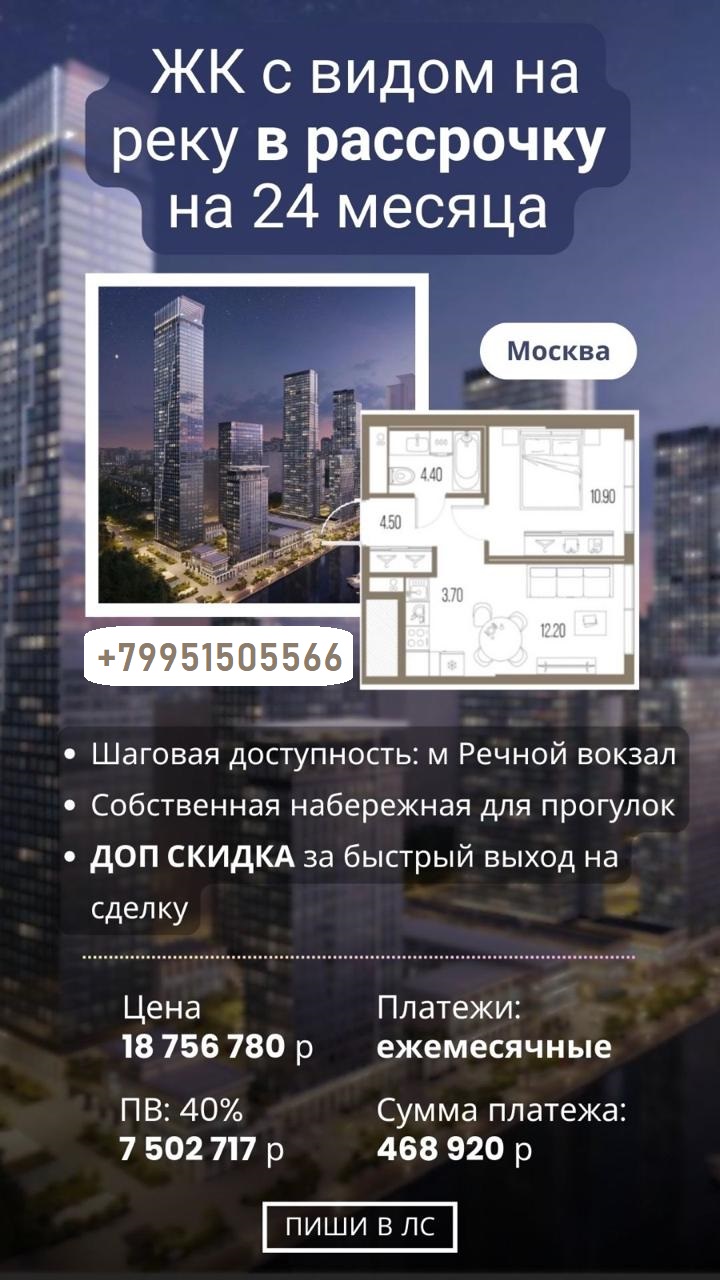 ЖК с видом на
реку в рассрочку
на 24 месяца
Москва
4.40
10.90
4.50
3.70
12.20
+79951505566
• Шаговая доступность: м Речной вокзал
• Собственная набережная для прогулок
• ДОП СКИДКА за быстрый выход на
сделку
Цена
18 756 780 р
Платежи:
ежемесячные
ПВ: 40%
7 502 717 р
Сумма платежа:
468 920 р
ПИШИ В ЛС